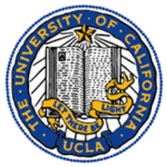 THE · UNIVERSITY · OF · CALIFORNIA ·
LET THERE BE LIGHT
UCLA